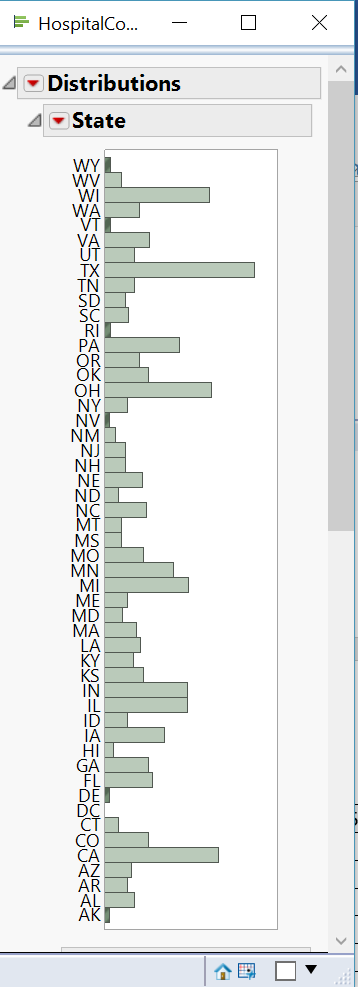 HospitalCo...
Distributions
State
WY
WV
WI
WA
VT
VA
UT
TX
TN
SD
SC
RI
PA
OR
OK
OH
NY
NV
NM
NJ
NH
NE
ND
NC
MT
MS
MO
MN
MI
ME
MD
MA
LA
KY
KS
IN
IL
ID
IA
HI
GA
FL
DE
DC
CT
CO
CA
AZ
AR
AL
AK